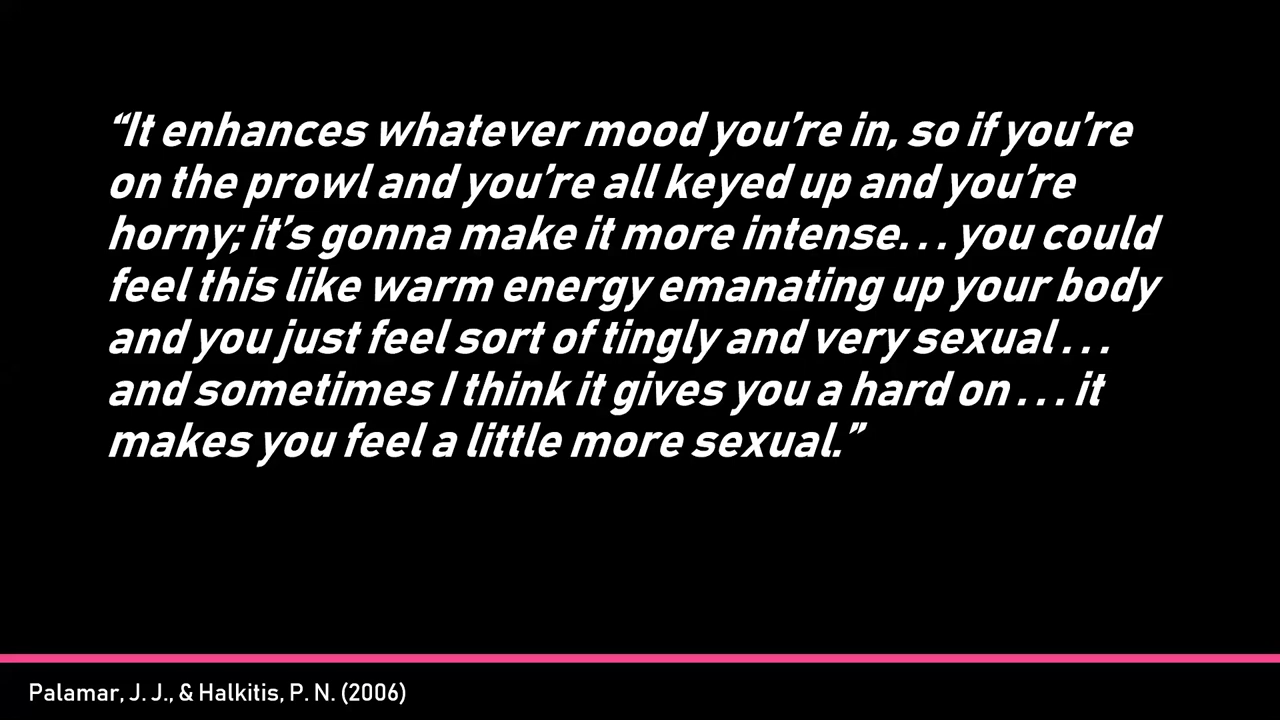 “It enhances whatever mood you’re in, so if you’re
on the prowl and you’re all keyed up and you’re
horny; it’s gonna make it more intense. . . you could
feel this like warm energy emanating up your body
and you just feel sort of tingly and very sexual . . .
and sometimes I think it gives you a hard on . . . it
makes you feel a little more sexual.”
Palamar, J. J., & Halkitis, P. N. (2006)